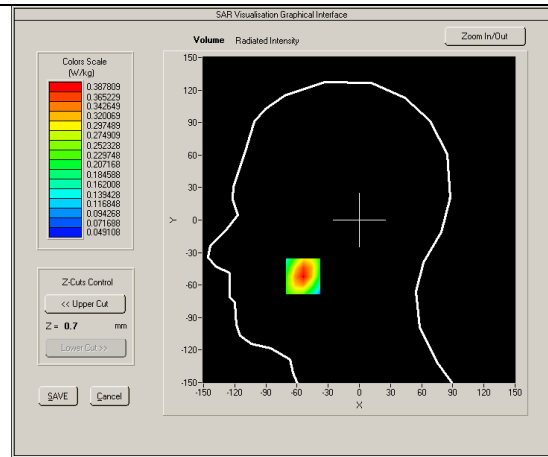 SAR Visualisation Graphical Interface
Volume Radiated Intensity
Zoom In/Out
Colors Scale
(W/kg)
0.387809
0.365229
0.342649
0.320069
0.297489
0.274909
0.252328
0.229748
0.207168
0.184588
0.162008
0.139428
0.116848
0.094268
0.071688
0.049108
Z-Cuts Control
<< Upper Cut
Z = 0.7 mm
Lower Cut >>
SAVE Cancel
150-
120-
90-
60-
30-
0-
-30-
-60-
-90-
-120-
-150-
Y
-150 -120 -90 -60 -30 0 30 60 90 120 150
X